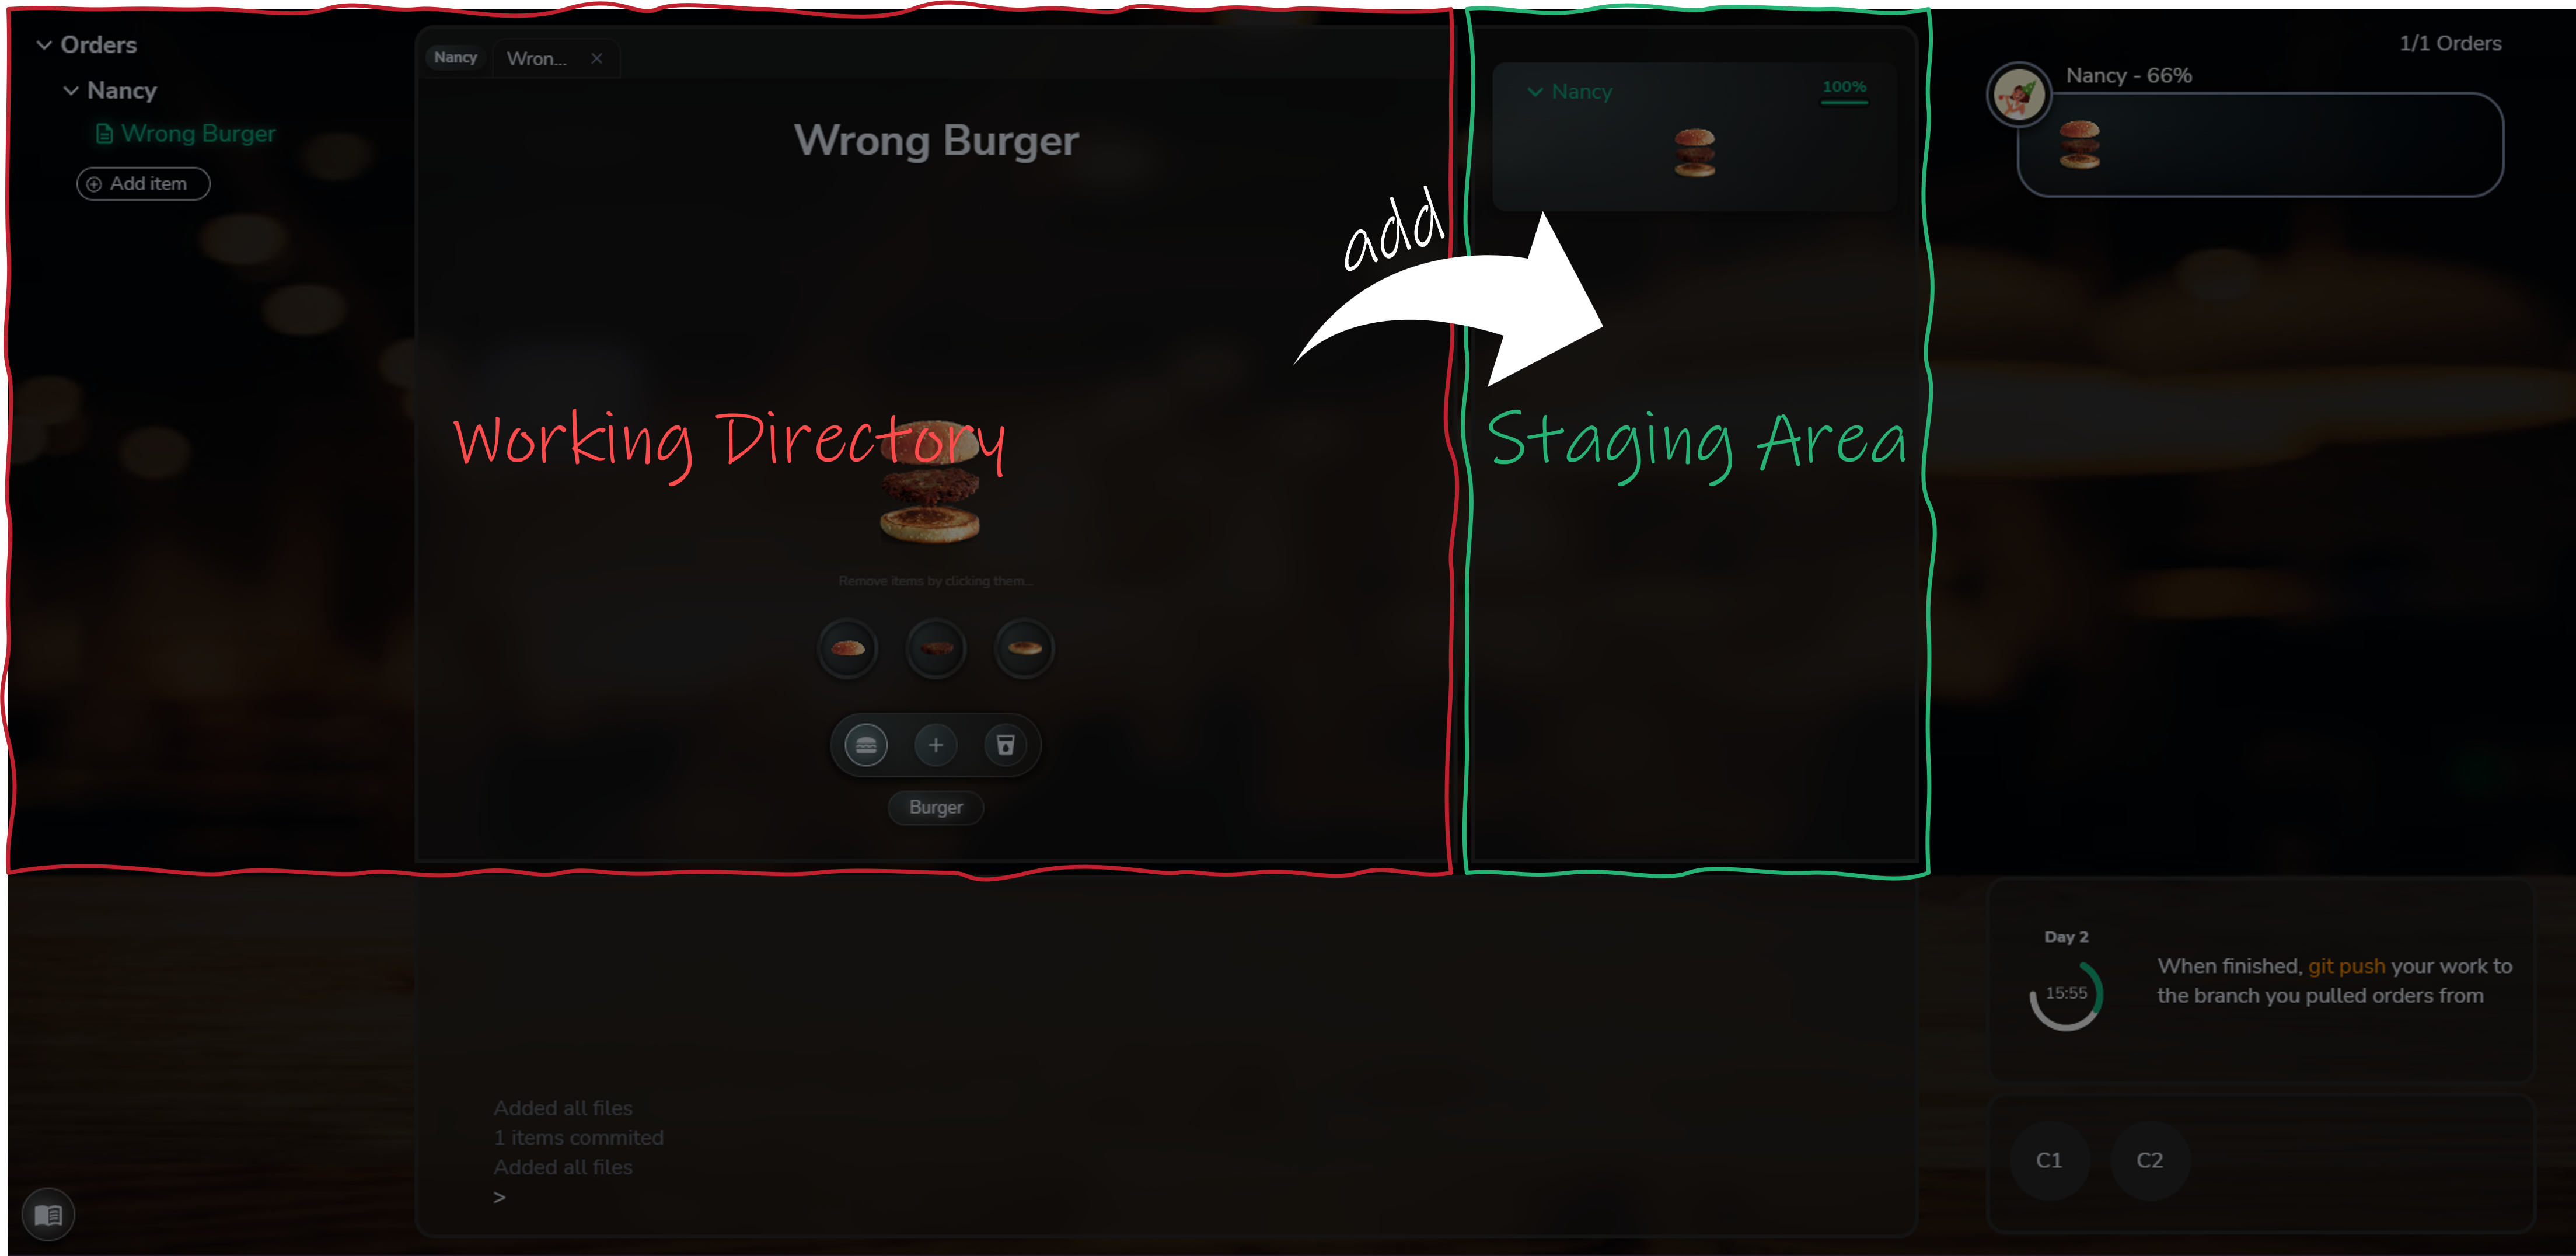 Orders
Nancy
Wrong Burger
Add item
Nancy
Wron...
Wrong Burger
Working Directory
Remove items by clicking them...
Burger
add
Nancy
100%
Staging Area
1/1 Orders
Nancy - 66%
Added all files
1 items commited
Added all files
>
Day 2
15:55
When finished, git push your work to
the branch you pulled orders from
C1
C2